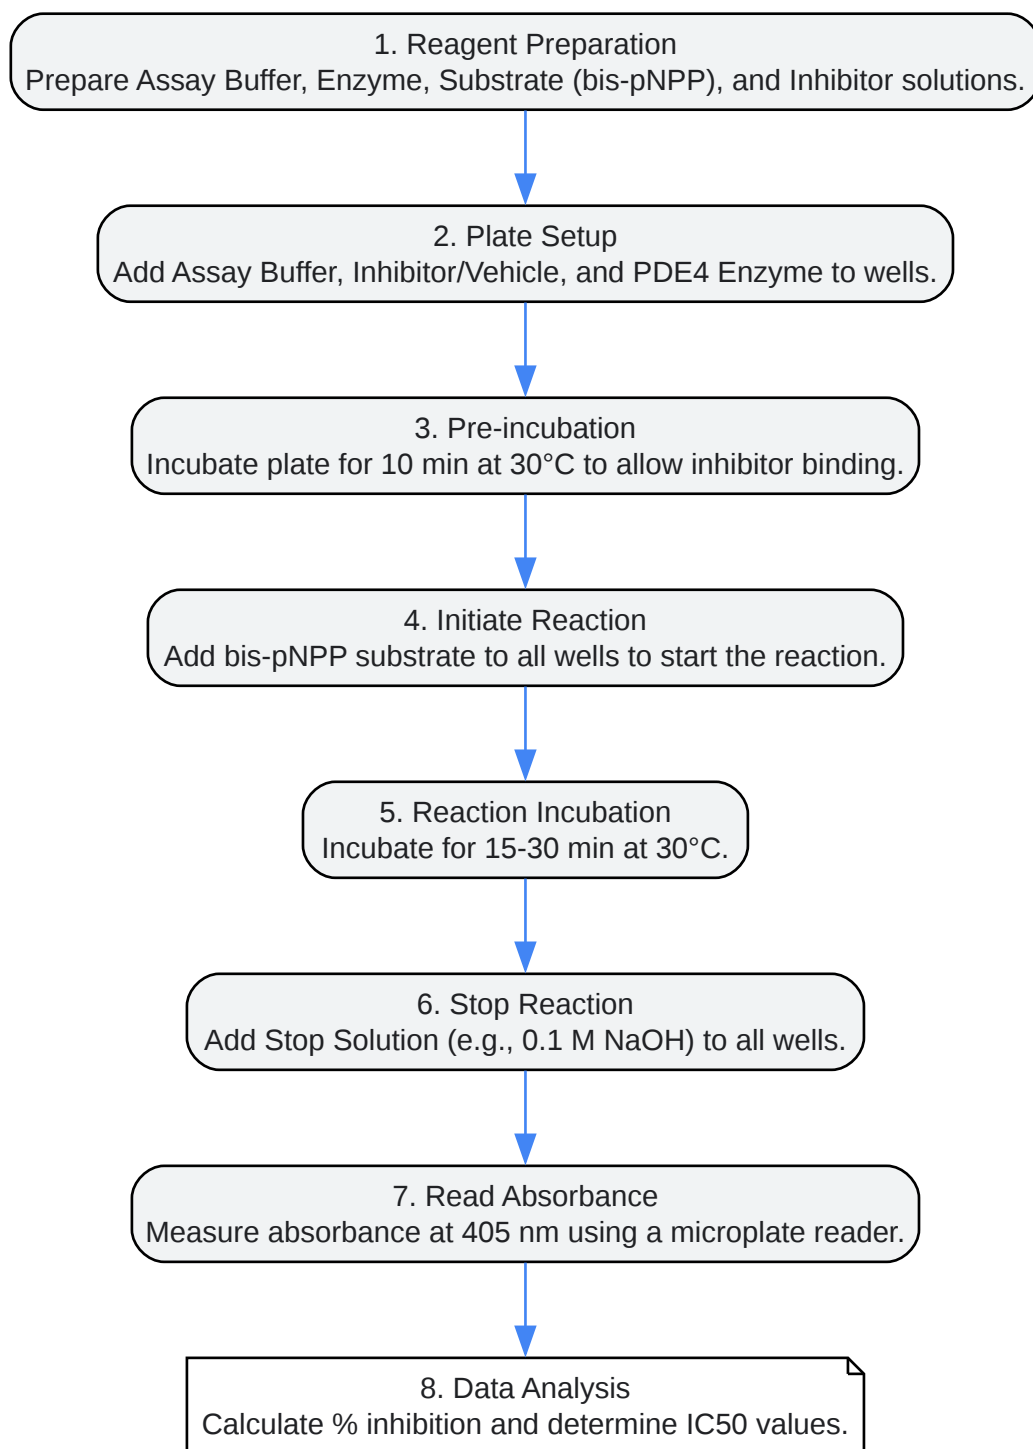 1. Reagent Preparation
Prepare Assay Buffer, Enzyme, Substrate (bis-pNPP), and Inhibitor solutions.
2. Plate Setup
Add Assay Buffer, Inhibitor/Vehicle, and PDE4 Enzyme to wells.
3. Pre-incubation
Incubate plate for 10 min at 30°C to allow inhibitor binding.
4. Initiate Reaction
Add bis-pNPP substrate to all wells to start the reaction.
5. Reaction Incubation
Incubate for 15-30 min at 30°C.
6. Stop Reaction
Add Stop Solution (e.g., 0.1 M NaOH) to all wells.
7. Read Absorbance
Measure absorbance at 405 nm using a microplate reader.
8. Data Analysis
Calculate % inhibition and determine IC50 values.